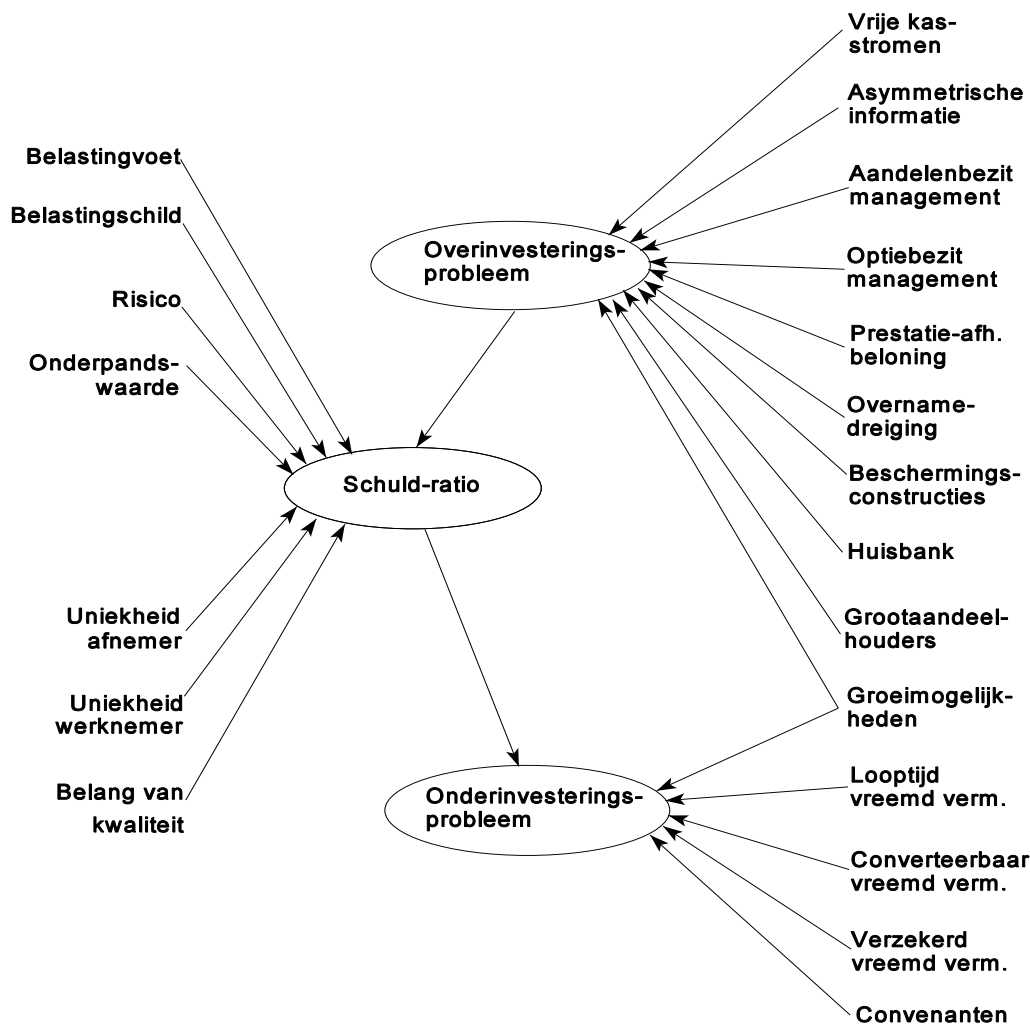 Vrije kas-
stromen
Asymmetrische
informatie
Belastingvoet
Aandelenbezit
management
Belastingschild
Overinvesterings-
probleem
Optiebezit
management
Risico
Prestatie-afh.
beloning
Onderpands-
waarde
Overname-
dreiging
Schuld-ratio
Beschermings-
constructies
Huisbank
Uniekheid
afnemer
Grootaandeel-
houders
Uniekheid
werknemer
Groeimogelijk-
heden
Belang van
kwaliteit
Onderinvesterings-
probleem
Looptijd
vreemd verm.
Converteerbaar
vreemd verm.
Verzekerd
vreemd verm.
Convenanten